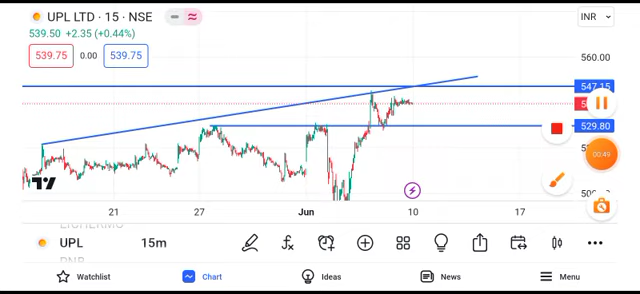 UPL LTD · 15 · NSE
INR
539.50 +2.35 (+0.44%)
539.75 0.00 539.75
560.00
547.15
529.80
00:49
21 27 Jun 10 17
UPL 15m
Watchlist Chart Ideas News Menu